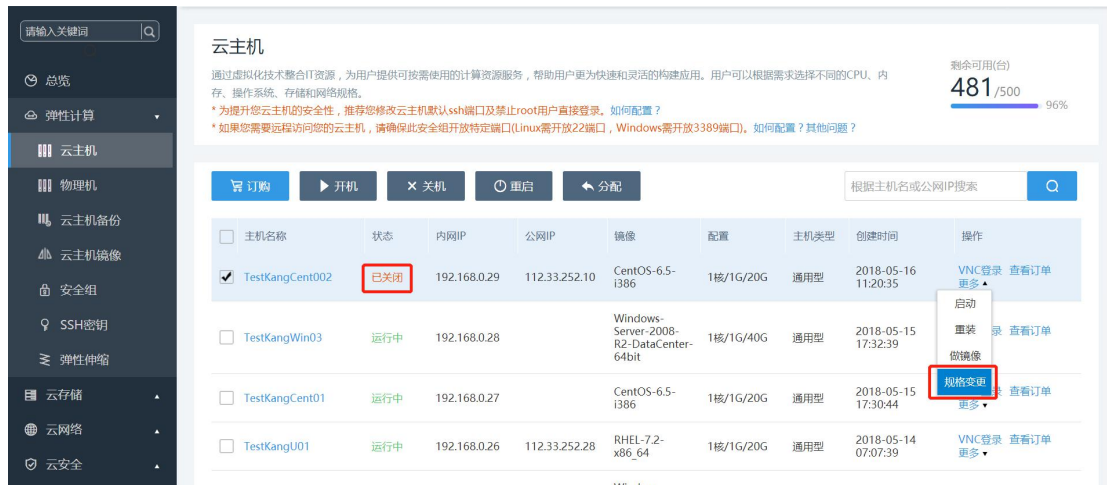 请输入关键词
总览
弹性计算
云主机
物理机
云主机备份
云主机镜像
安全组
SSH密钥
弹性伸缩
云存储
云网络
云安全
云主机
通过虚拟化技术整合IT资源，为用户提供可按需使用的计算资源服务，帮助用户更为快速和灵活的构建应用。用户可以根据需求选择不同的CPU、内
存、操作系统、存储和网络规格。
* 为提升您云主机的安全性，推荐您修改云主机默认ssh端口及禁止root用户直接登录。如何配置？
* 如果您需要远程访问您的云主机，请确保此安全组开放特定端口(Linux需开放22端口，Windows需开放3389端口)。如何配置？其他问题？
剩余可用(台)
481/500
96%
订购 开机 关机 重启 分配
根据主机名或公网IP搜索
主机名称 状态 内网IP 公网IP 镜像 配置 主机类型 创建时间 操作
TestKangCent002 已关闭 192.168.0.29 112.33.252.10 CentOS-6.5- 1核/1G/20G 通用型 2018-05-16 VNC登录 查看订单
i386 11:20:35 更多
启动
重装
做镜像
规格变更
TestKangWin03 运行中 192.168.0.28 Windows- 1核/1G/40G 通用型 2018-05-15 录 查看订单
Server-2008- 17:32:39
R2-DataCenter-
64bit
TestKangCent01 运行中 192.168.0.27 CentOS-6.5- 1核/1G/20G 通用型 2018-05-15 录 查看订单
i386 17:30:44 更多
TestKangU01 运行中 192.168.0.26 112.33.252.28 RHEL-7.2- 1核/1G/20G 通用型 2018-05-14 VNC登录 查看订单
x86_64 07:07:39 更多